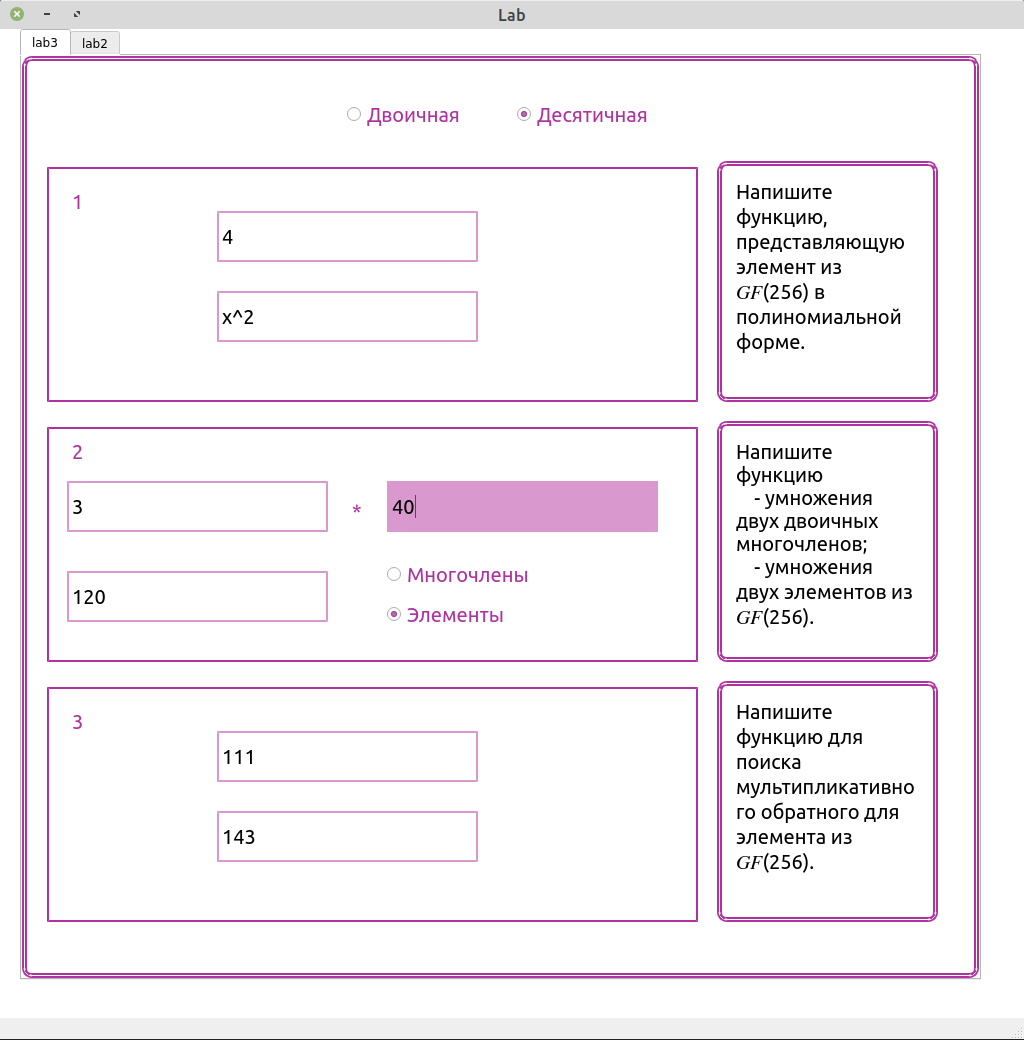 Lab
lab3 lab2
Двоичная Десятичная
1
4
x^2
Напишите
функцию,
представляющую
элемент из
GF(256) в
полиномиальной
форме.
2
3 * 40
120
Многочлены
Элементы
Напишите
функцию
- умножения
двух двоичных
многочленов;
- умножения
двух элементов из
GF(256).
3
111
143
Напишите
функцию для
поиска
мультипликативно
го обратного для
элемента из
GF(256).